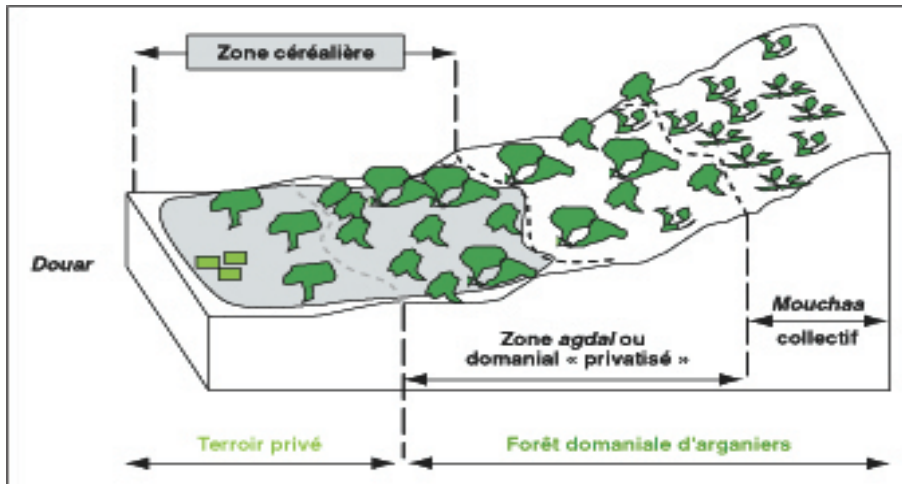 Zone céréalière
Douar
Mouchaa
collectif
Zone agdal ou
domanial « privatisé »
Terroir privé
Forêt domaniale d'arganiers